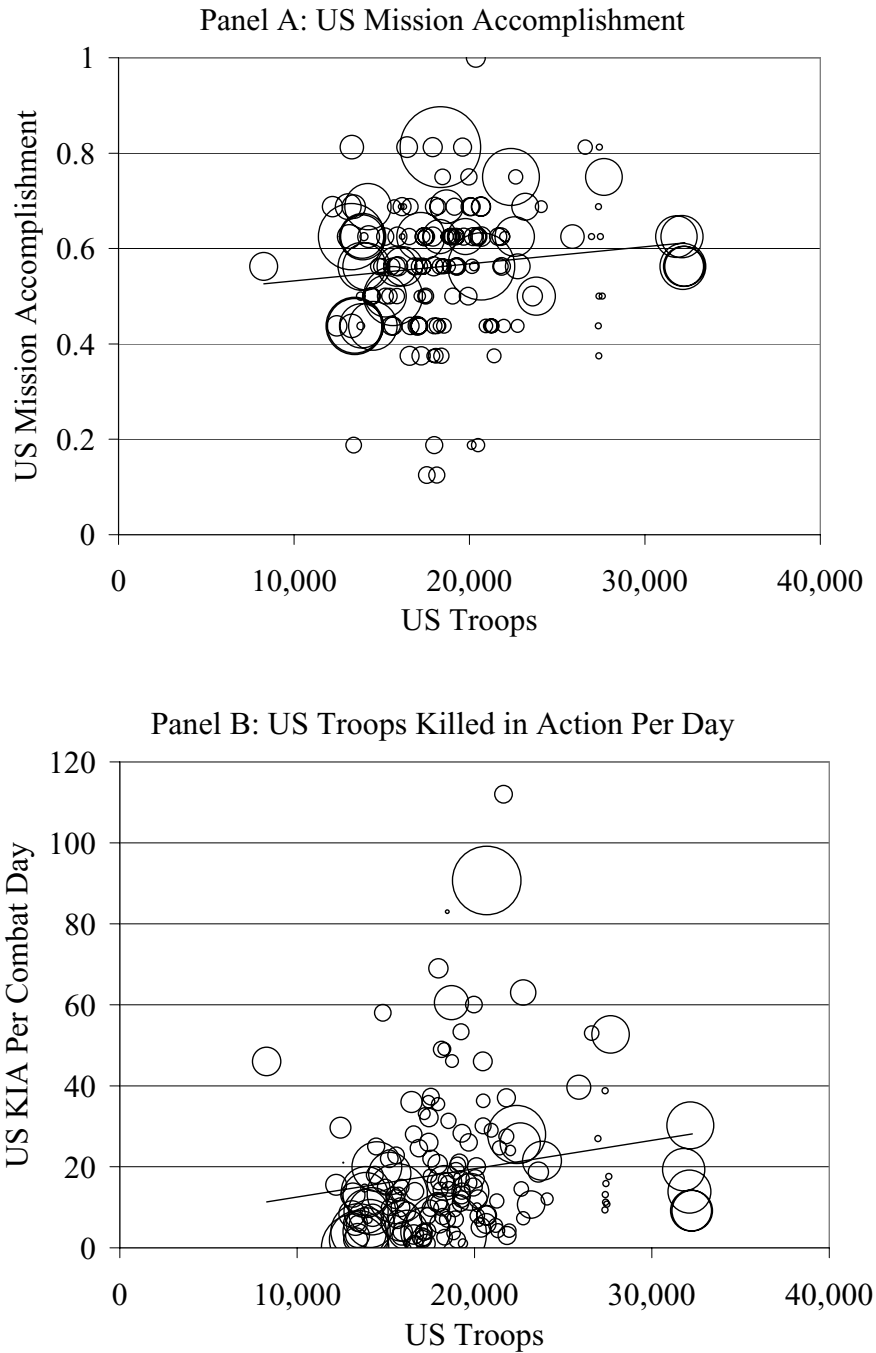 Panel A: US Mission Accomplishment
1
0.8
0.6
0.4
0.2
0
US Mission Accomplishment
0 10,000 20,000 30,000 40,000
US Troops
Panel B: US Troops Killed in Action Per Day
120
100
80
60
40
20
0
US KIA Per Combat Day
0 10,000 20,000 30,000 40,000
US Troops